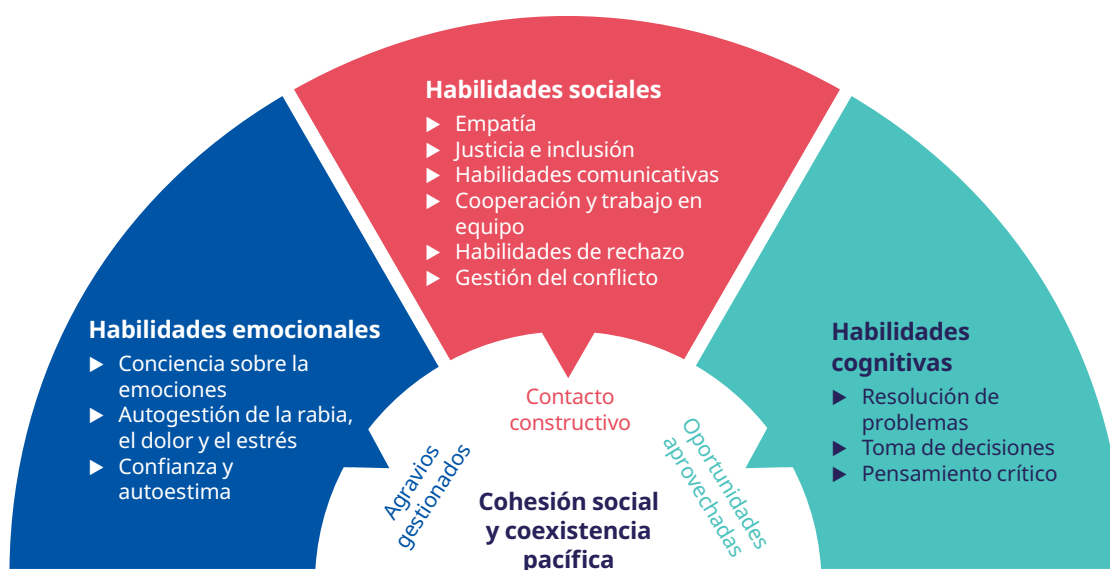 Habilidades sociales
▶ Empatía
▶ Justicia e inclusión
▶ Habilidades comunicativas
▶ Cooperación y trabajo en
equipo
▶ Habilidades de rechazo
▶ Gestión del conflicto
Habilidades emocionales
▶ Conciencia sobre la
emociones
▶ Autogestión de la rabia,
el dolor y el estrés
▶ Confianza y
autoestima
Habilidades
cognitivas
▶ Resolución de
problemas
▶ Toma de decisiones
▶ Pensamiento crítico
Contacto
constructivo
Agravios
gestionados
Oportunidades
aprovechadas
Cohesión social
y coexistencia
pacífica